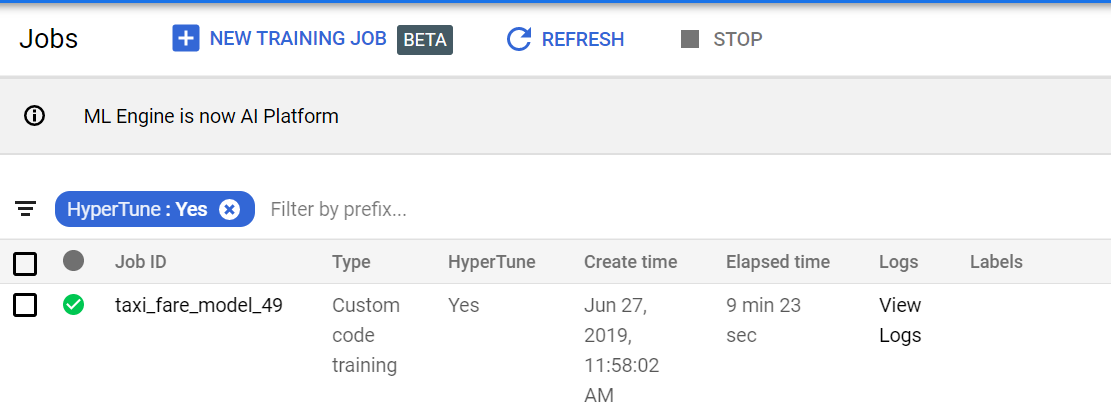 Jobs NEW TRAINING JOB BETA REFRESH STOP
ML Engine is now AI Platform
HyperTune : Yes Filter by prefix...
Job ID Type HyperTune Create time Elapsed time Logs Labels
taxi_fare_model_49 Custom Yes Jun 27, 9 min 23 View
code 2019, sec Logs
training 11:58:02
AM